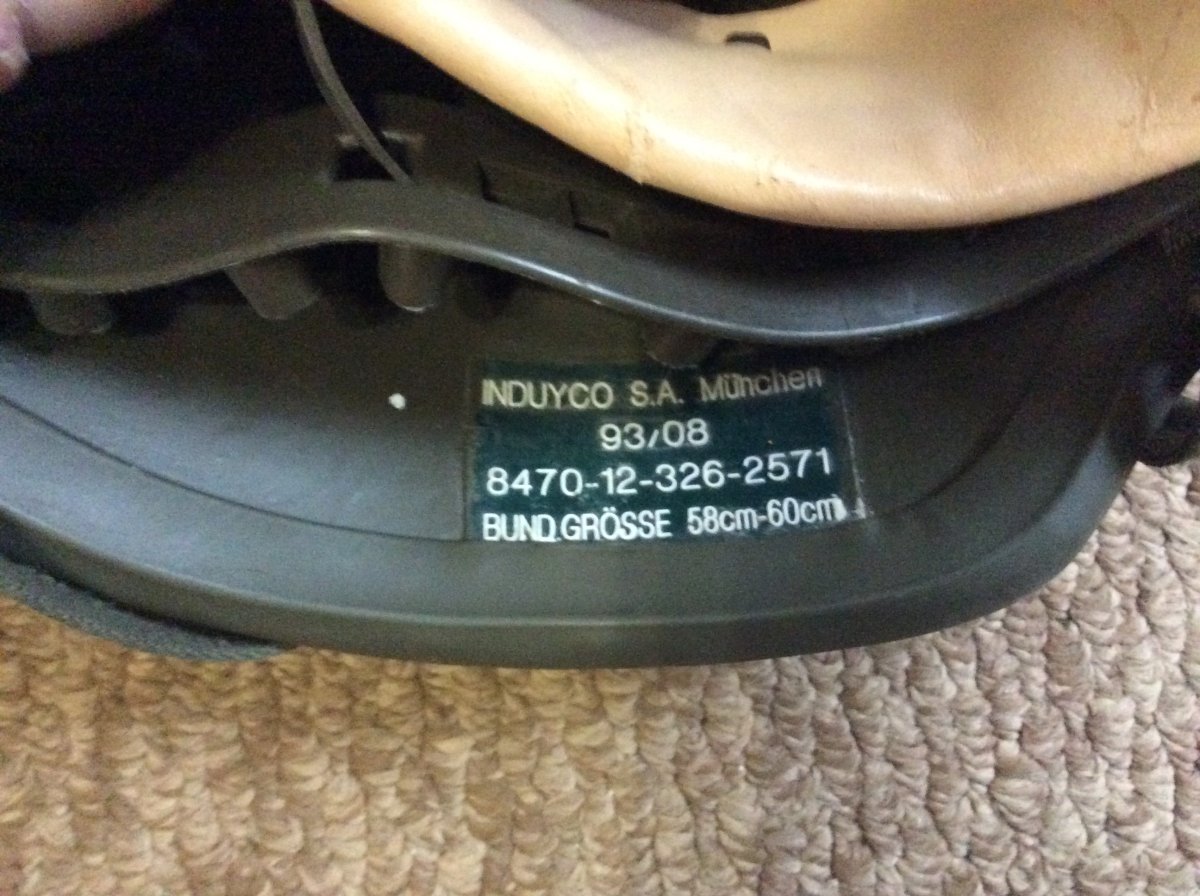 INDUYCO S.A. München
93/08
8470-12-326-2571
BUND.GRÖSSE 58cm-60cm